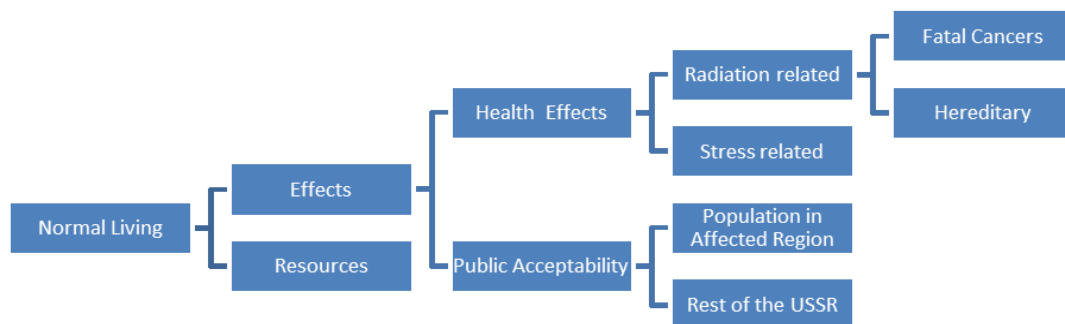 Normal Living
Effects
Resources
Health Effects
Public Acceptability
Radiation related
Stress related
Population in
Affected Region
Rest of the USSR
Fatal Cancers
Hereditary